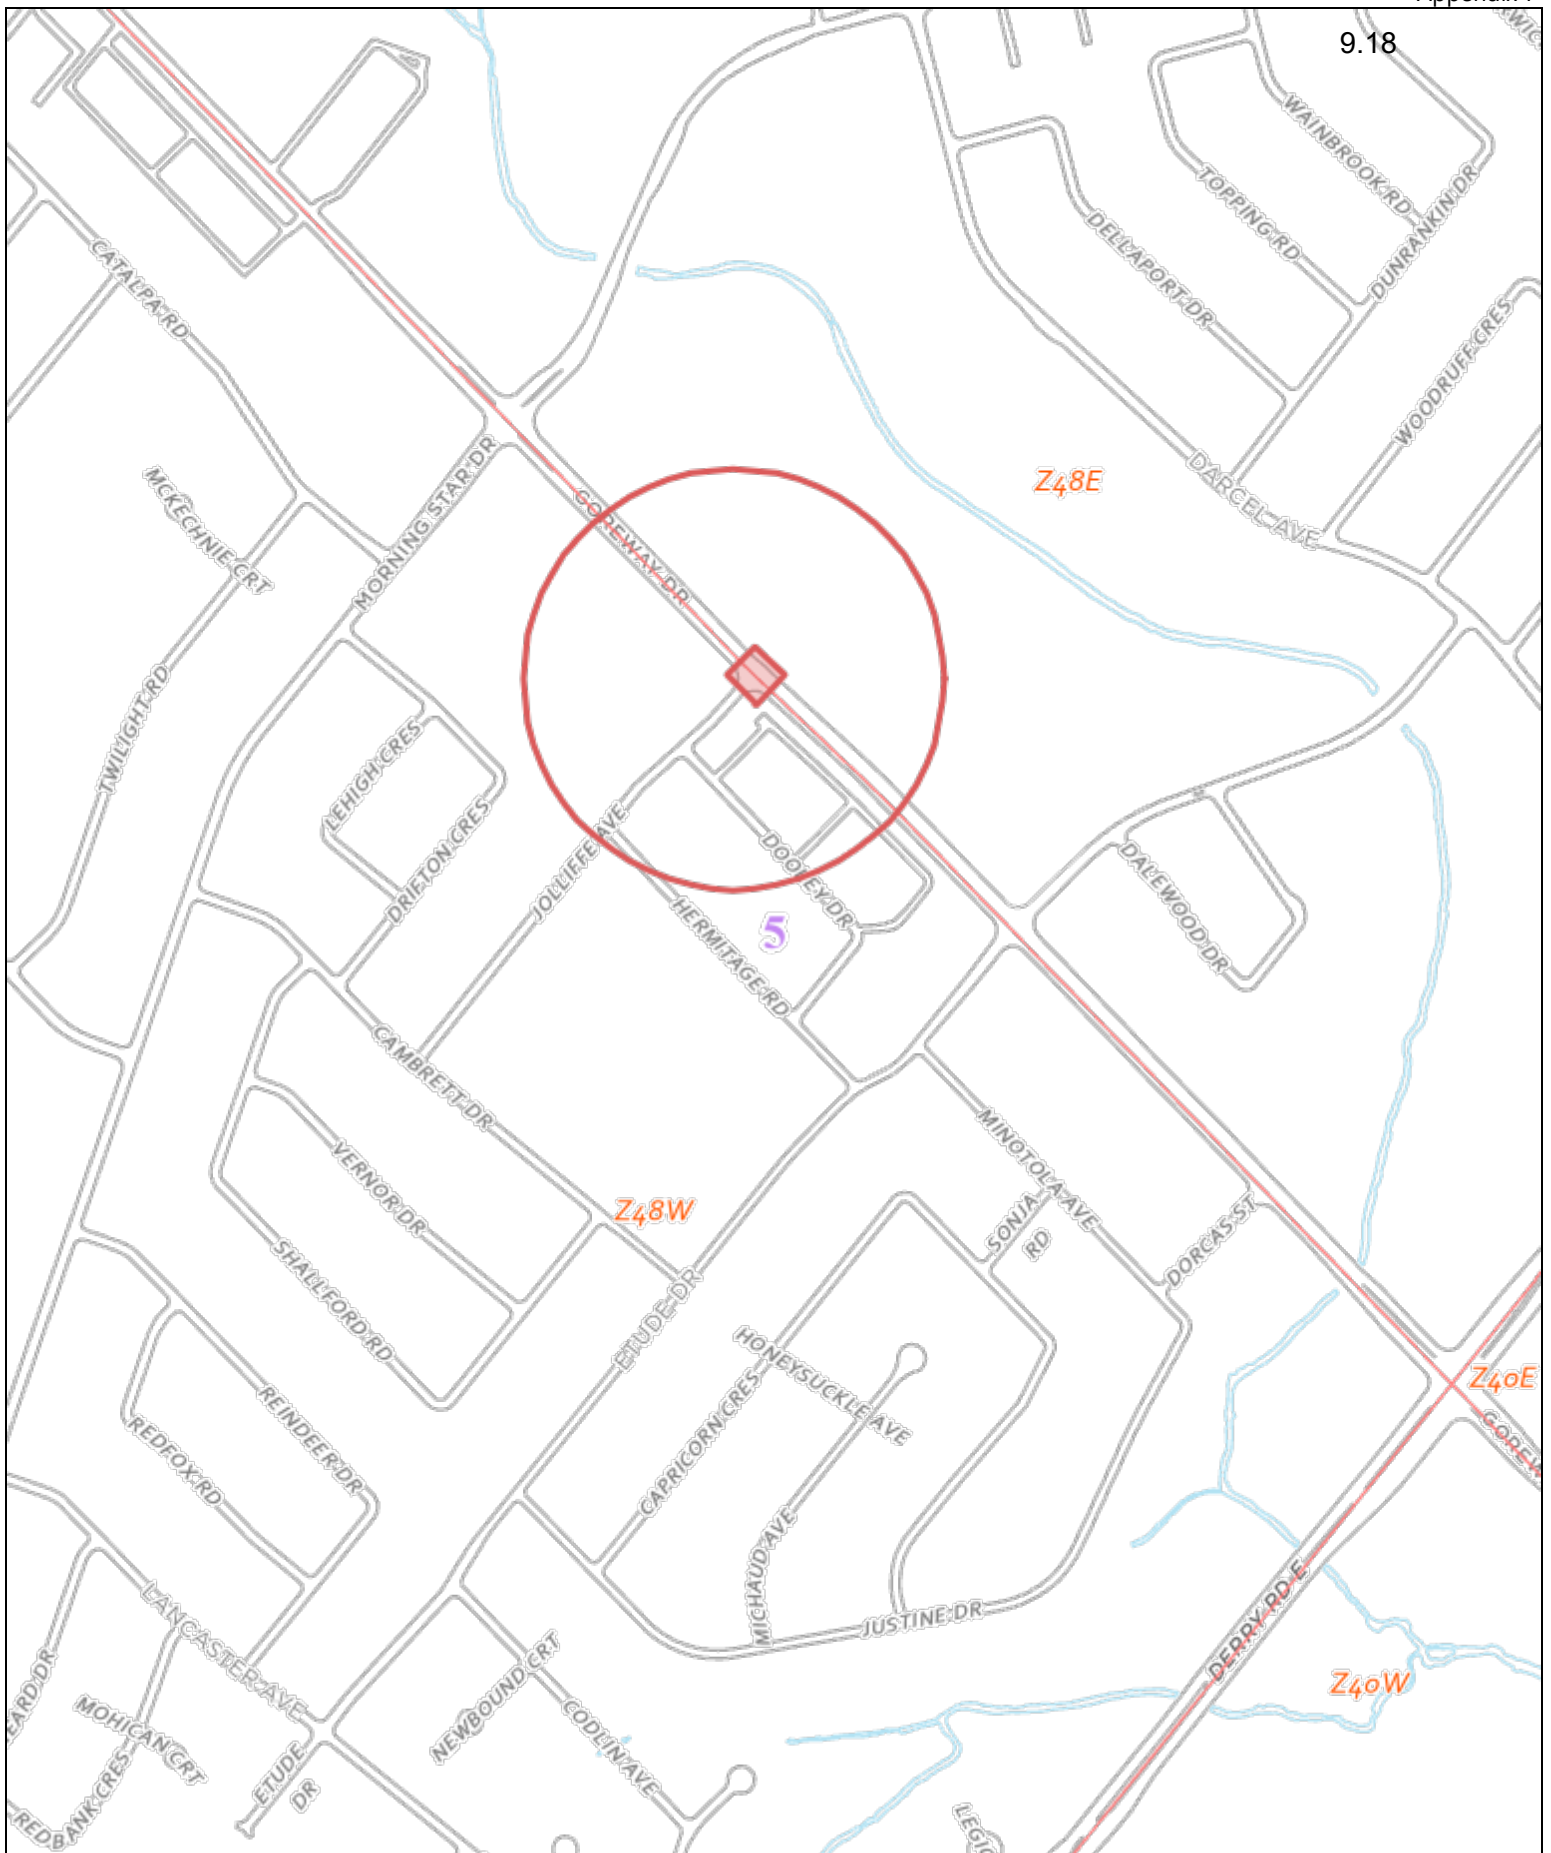 9.18
WAINBROOK RD
TOPPING RD
DUNRANKIN DR
DELLAPORT DR
CATALPA RD
WOODRUFF CRES
MORNING STAR DR
MCKECHNIE CRT
GOREWAY DR
Z48E
DARCEL AVE
TWILIGHT RD
LEHIGH CRES
DRIFTON CRES
JOLLIFFE AVE
DOOLEY DR
DALEWOOD DR
HERMITAGE RD
5
CAMBRETT DR
MINOTOLA AVE
VERNOR DR
Z48W
SONJA
RD
DORCAS ST
SHALLFORD RD
ETUDE DR
HONEYSUCKLE AVE
Z40E
REINDEER DR
CAPRICORN CRES
REDFOX RD
MICHAUD AVE
JUSTINE DR
DERRY RD E
LANCASTER AVE
Z40W
NEWBOUND CRT
CODLIN AVE
MOHICAN CRT
REDBANK CRES
ETUDE
DR